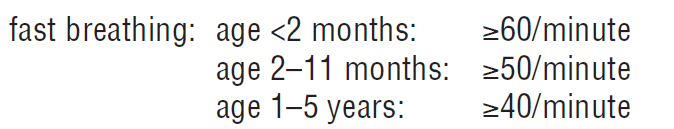 fast breathing: age <2 months: ≥60/minute
age 2–11 months: ≥50/minute
age 1–5 years: ≥40/minute